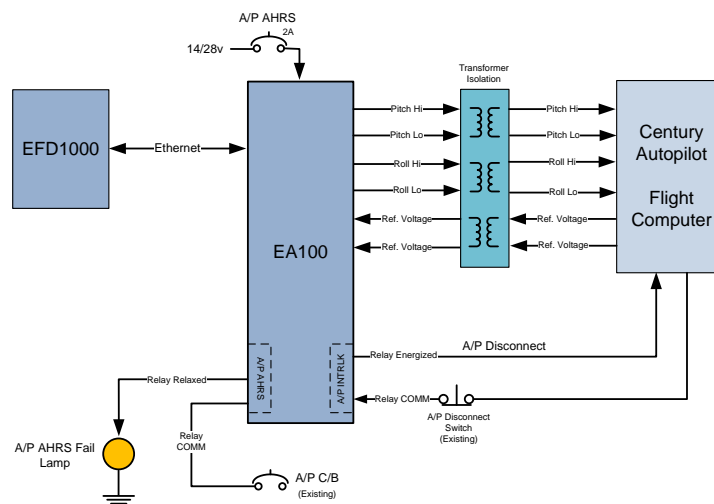 A/P AHRS
2A
14/28v
EFD1000
Ethernet
EA100
Transformer
Isolation
Pitch Hi
Pitch Lo
Roll Hi
Roll Lo
Ref. Voltage
Ref. Voltage
Pitch Hi
Pitch Lo
Roll Hi
Roll Lo
Ref. Voltage
Ref. Voltage
Century
Autopilot
Flight
Computer
A/P AHRS
A/P INTRLK
Relay Energized
A/P Disconnect
Relay COMM
A/P Disconnect
Switch
(Existing)
Relay Relaxed
Relay
COMM
A/P AHRS Fail
Lamp
A/P C/B
(Existing)